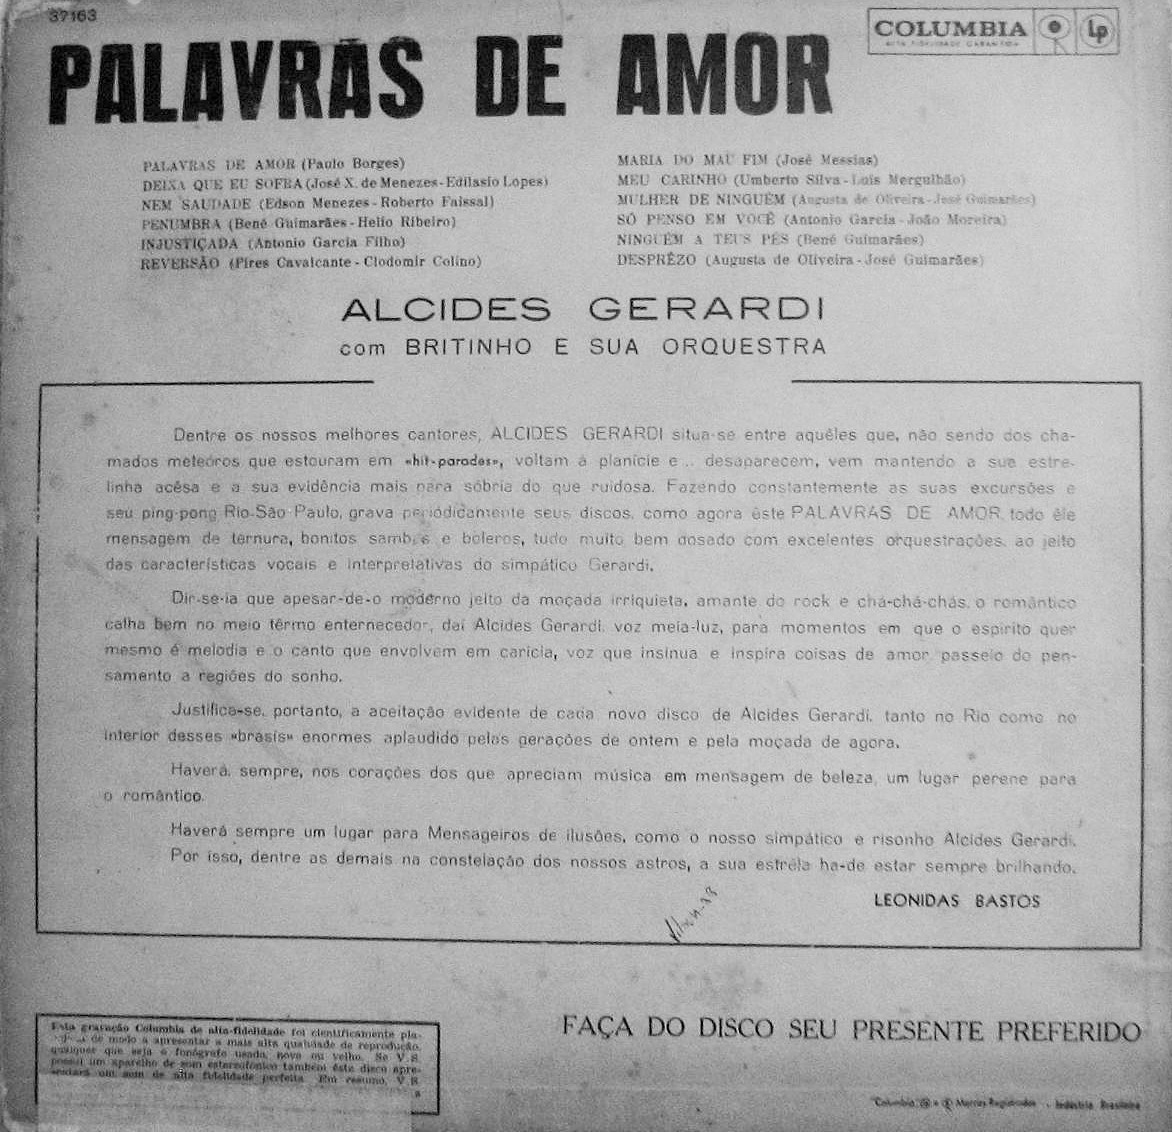 37163
COLUMBIA
ALTA FIDELIDADE GARANTIDA
Lp
PALAVRAS DE AMOR
PALAVRAS DE AMOR (Paulo Borges)
DEIXA QUE EU SOFRA (José X. de Menezes-Edilasio Lopes)
NEM SAUDADE (Edson Menezes-Roberto Faissal)
PENUMBRA (Bené Guimarães-Helio Ribeiro)
INJUSTIÇADA (Antonio Garcia Filho)
REVERSÃO (Pires Cavalcante-Clodomir Colino)
MARIA DO MAU FIM (José Messias)
MEU CARINHO (Umberto Silva-Luis Mergulhão)
MULHER DE NINGUÉM (Augusta de Oliveira-José Guimarães)
SÓ PENSO EM VOCÊ (Antonio Garcia-João Moreira)
NINGUÉM A TEUS PÉS (Bené Guimarães)
DESPRÊZO (Augusta de Oliveira-José Guimarães)
ALCIDES GERARDI
com BRITINHO E SUA ORQUESTRA
Dentre os nossos melhores cantores, ALCIDES GERARDI situa-se entre aquêles que, não sendo dos cha-
mados meteóros que estouram em «hit-parades», voltam à planície e .. desaparecem, vem mantendo a sua estre-
linha acêsa e a sua evidência mais para sóbria do que ruidosa. Fazendo constantemente as suas excursões e
seu ping-pong Rio-São Paulo, grava periódicamente seus discos, como agora êste PALAVRAS DE AMOR, todo êle
mensagem de ternura, bonitos sambas e boleros, tudo muito bem dosado com excelentes orquestrações, ao jeito
das características vocais e interpretativas do simpático Gerardi.
Dir-se-ia que apesar-de-o moderno jeito da moçada irriquieta, amante do rock e chá-chá-chás, o romântico
calha bem no meio têrmo enternecedor, daí Alcides Gerardi, voz meia-luz, para momentos em que o espírito quer
mesmo é melodia e o canto que envolvem em carícia, voz que insinua e inspira coisas de amor, passeio do pen-
samento a regiões do sonho.
Justifica-se, portanto, a aceitação evidente de cada novo disco de Alcides Gerardi, tanto no Rio como no
interior desses «brasís» enormes aplaudido pelas gerações de ontem e pela moçada de agora.
Haverá, sempre, nos corações dos que apreciam música em mensagem de beleza, um lugar perene para
o romântico.
Haverá sempre um lugar para Mensageiros de ilusões, como o nosso simpático e risonho Alcides Gerardi.
Por isso, dentre as demais na constelação dos nossos astros, a sua estrêla ha-de estar sempre brilhando.
LEONIDAS BASTOS
Esta gravação Columbia de alta-fidelidade foi cientificamente pla-
de modo a apresentar a mais alta qualidade de reprodução,
qualquer que seja o fonógrafo usado, novo ou velho. Se V.S.
possui um aparelho de som estereofônico também êste disco apre-
sentará um som de alta fidelidade perfeita. Em resumo, V.S.
a
FAÇA DO DISCO SEU PRESENTE PREFERIDO
"Columbia", e Marcas Registradas - Indústria Brasileira